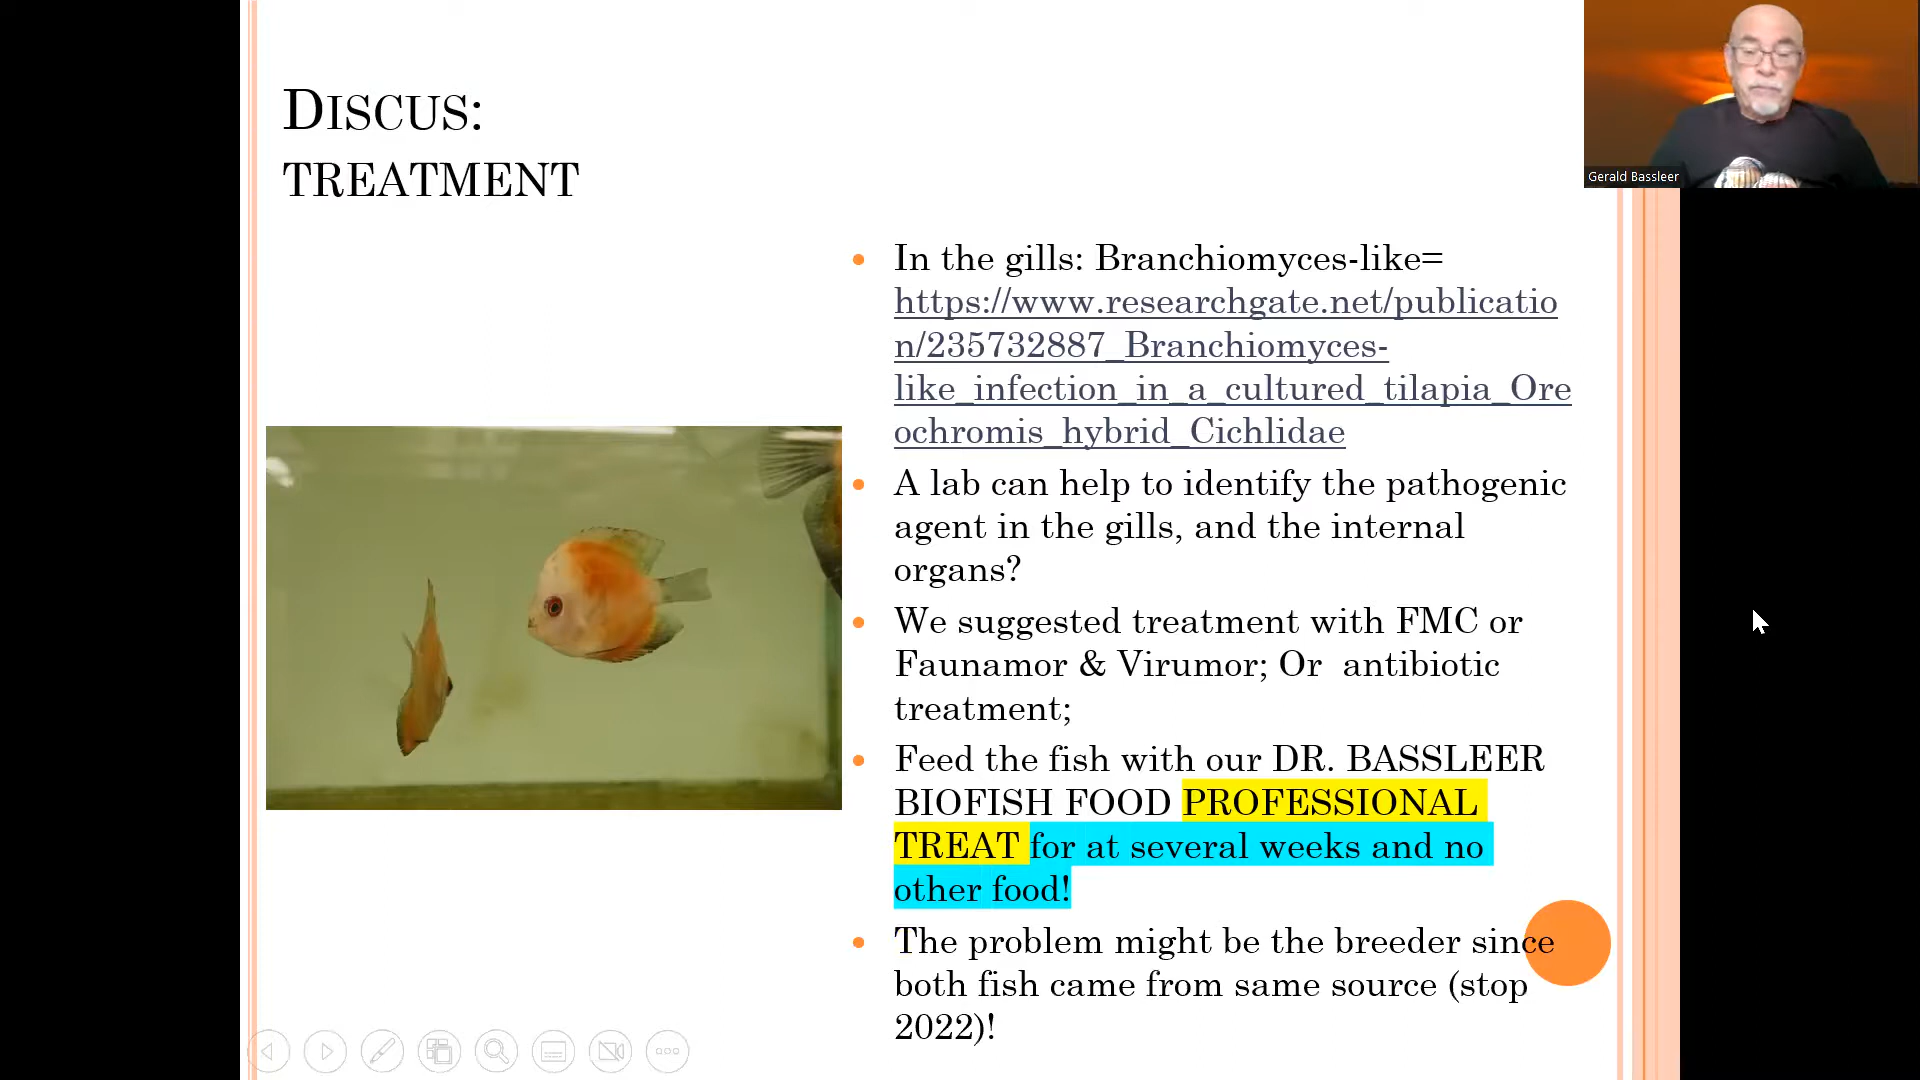 DISCUS:
TREATMENT
Gerald Bassleer
In the gills: Branchiomyces-like=
https://www.researchgate.net/publicatio
n/235732887_Branchiomyces-
like_infection_in_a_cultured_tilapia_Ore
ochromis_hybrid_Cichlidae
A lab can help to identify the pathogenic
agent in the gills, and the internal
organs?
We suggested treatment with FMC or
Faunamor & Virumor; Or antibiotic
treatment;
Feed the fish with our DR. BASSLEER
BIOFISH FOOD PROFESSIONAL
TREAT for at several weeks and no
other food!
The problem might be the breeder since
both fish came from same source (stop
2022)!